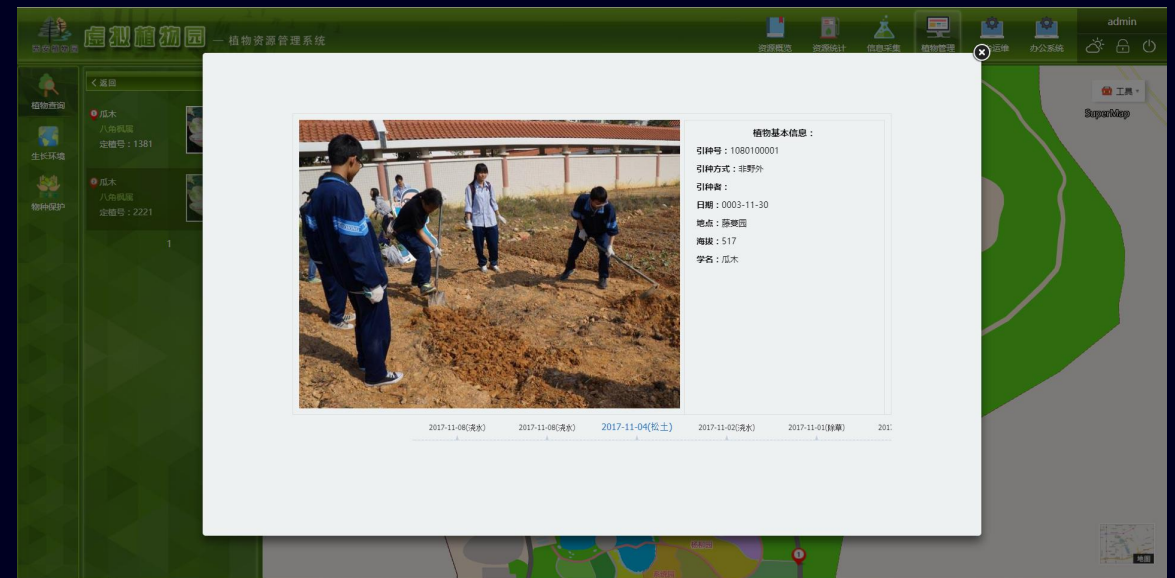 西安植物园
虚拟植物园
— 植物资源管理系统
资源概览
资源统计
信息采集
植物管理
运维
办公系统
admin
植物查询
生长环境
物种保护
< 返回
瓜木
八角枫属
定植号：1381
瓜木
八角枫属
定植号：2221
1
工具
SuperMap
植物基本信息：
引种号：1080100001
引种方式：非野外
引种者：
日期：0003-11-30
地点：藤蔓园
海拔：517
学名：瓜木
2017-11-08(浇水)
2017-11-08(浇水)
2017-11-04(松土)
2017-11-02(浇水)
2017-11-01(除草)
201
1
地图